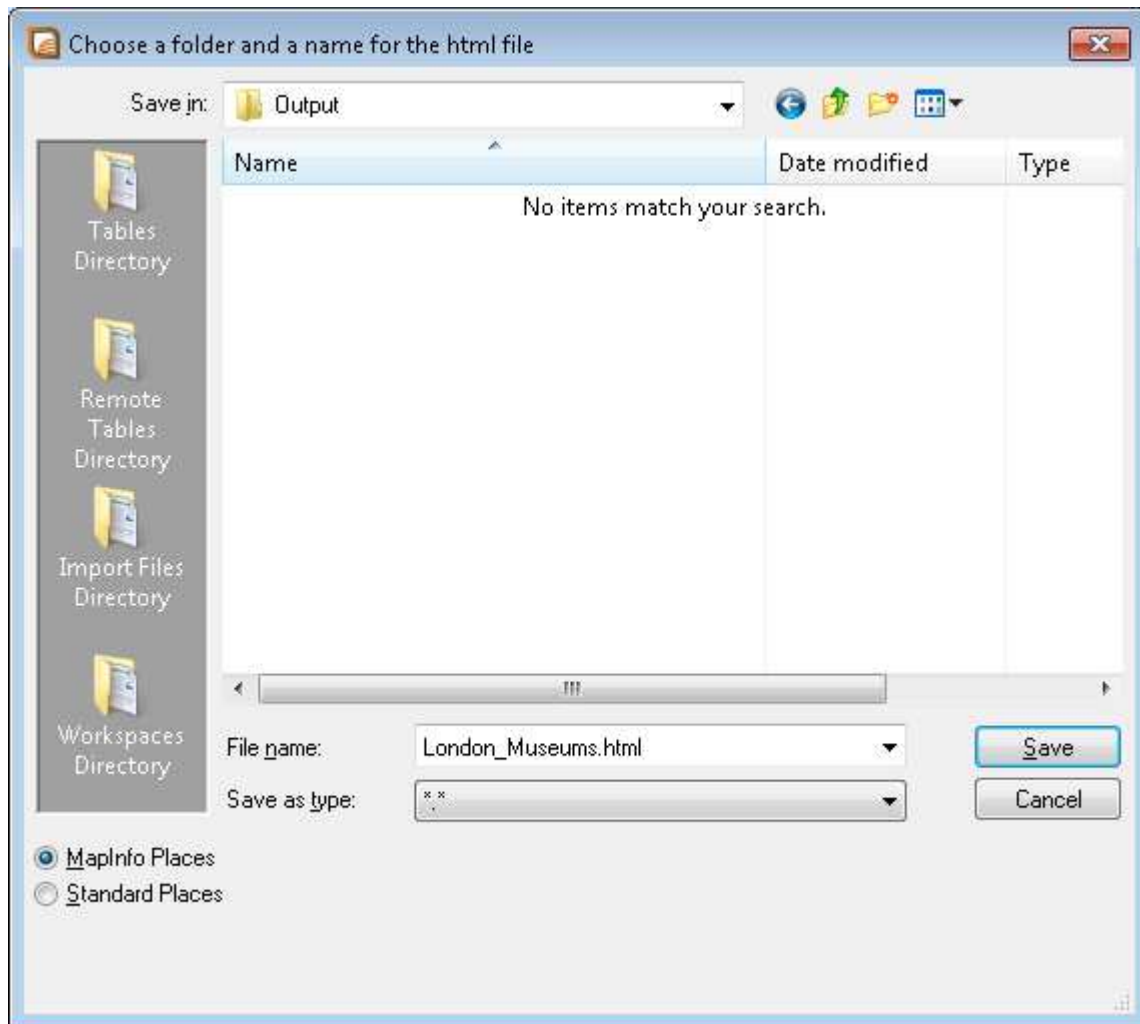 Choose a folder and a name for the html file
Save in: Output
Name Date modified Type
No items match your search.
Tables
Directory
Remote
Tables
Directory
Import Files
Directory
Workspaces
Directory
File name: London_Museums.html Save
Save as type: *.* Cancel
MapInfo Places
Standard Places